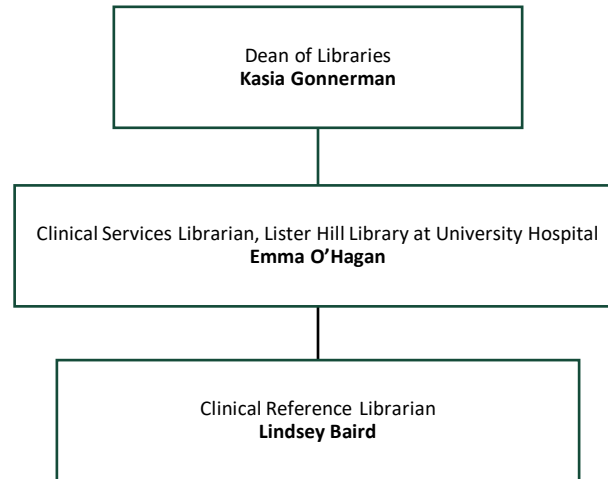 Dean of Libraries
Kasia Gonnerman
Clinical Services Librarian, Lister Hill Library at University Hospital
Emma O’Hagan
Clinical Reference Librarian
Lindsey Baird